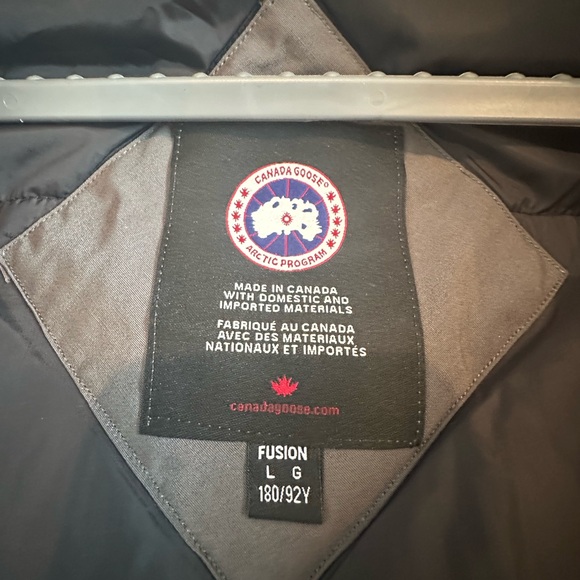 CANADA GOOSE®
ARCTIC PROGRAM
MADE IN CANADA
WITH DOMESTIC AND
IMPORTED MATERIALS
FABRIQUÉ AU CANADA
AVEC DES MATERIAUX
NATIONAUX ET IMPORTÉS
canadagoose.com
FUSION
L G
180/92Y